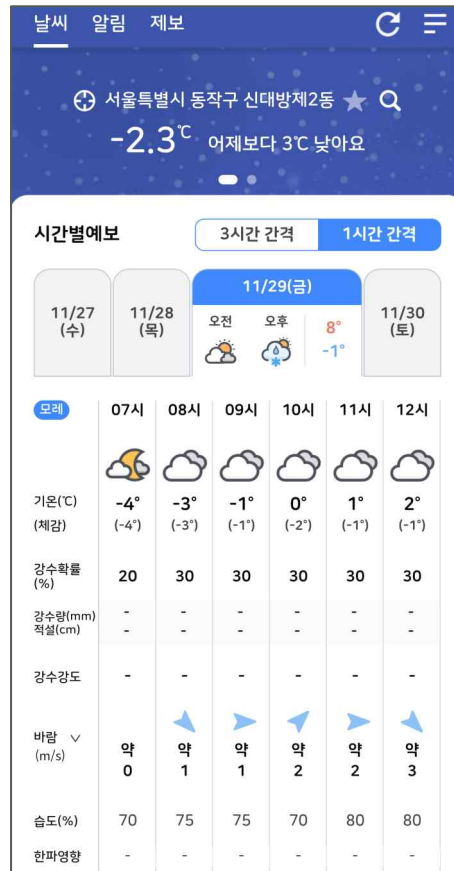 날씨 알림 제보
서울특별시 동작구 신대방제2동
-2.3℃ 어제보다 3℃ 낮아요
시간별예보 3시간 간격 1시간 간격
11/27 (수) 11/28 (목) 11/29(금) 11/30 (토)
오전 오후 8° -1°
모레 07시 08시 09시 10시 11시 12시
기온(℃) -4° -3° -1° 0° 1° 2°
(체감) (-4°) (-3°) (-1°) (-2°) (-1°) (-1°)
강수확률 (%) 20 30 30 30 30 30
강수량(mm) - - - - - -
적설(cm) - - - - - -
강수강도 - - - - - -
바람 약 약 약 약 약 약
(m/s) 0 1 1 2 2 3
습도(%) 70 75 75 70 80 80
한파영향 - - - - - -